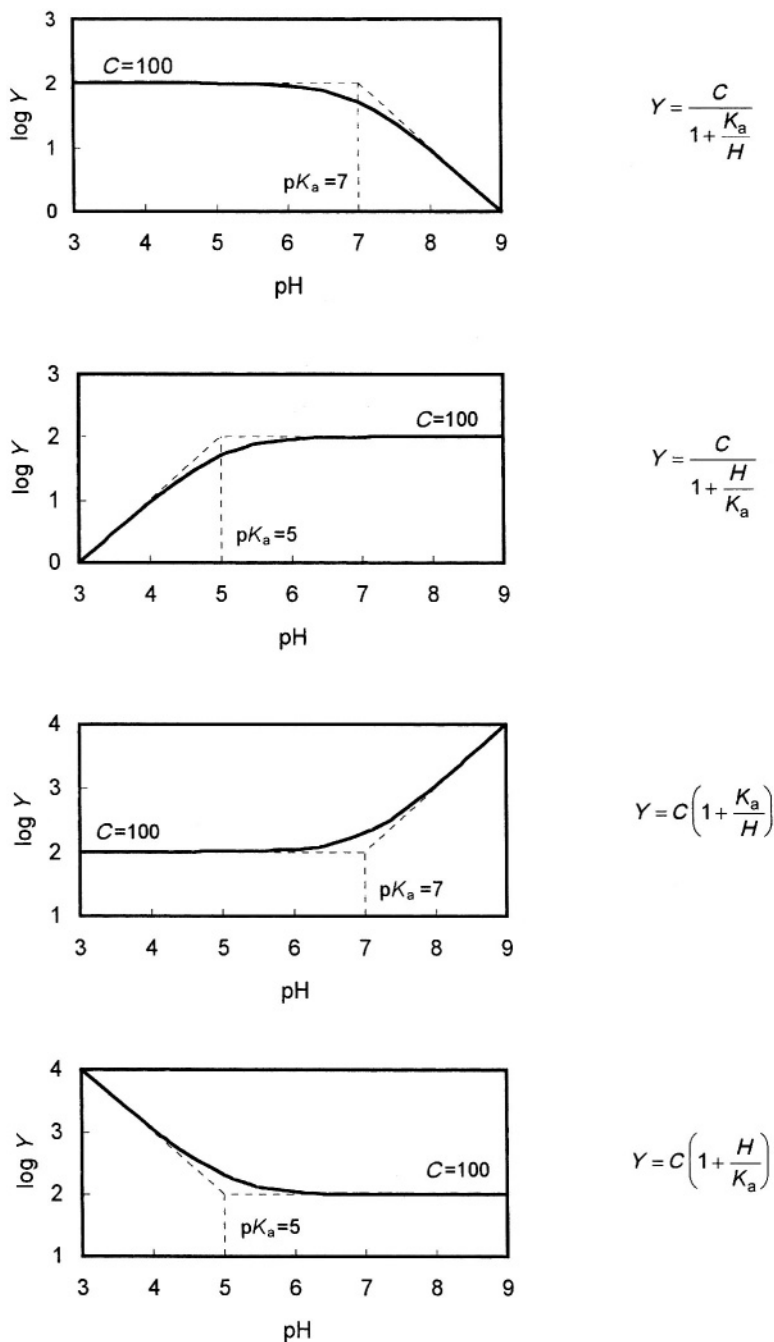 3
C=100
2
log Y
1
pKa=7
0
3 4 5 6 7 8 9
pH
Y = C / (1 + Ka/H)
3
C=100
2
log Y
1
pKa=5
0
3 4 5 6 7 8 9
pH
Y = C / (1 + H/Ka)
4
3
log Y
C=100
2
pKa=7
1
3 4 5 6 7 8 9
pH
Y = C(1 + Ka/H)
4
3
log Y
C=100
2
pKa=5
1
3 4 5 6 7 8 9
pH
Y = C(1 + H/Ka)